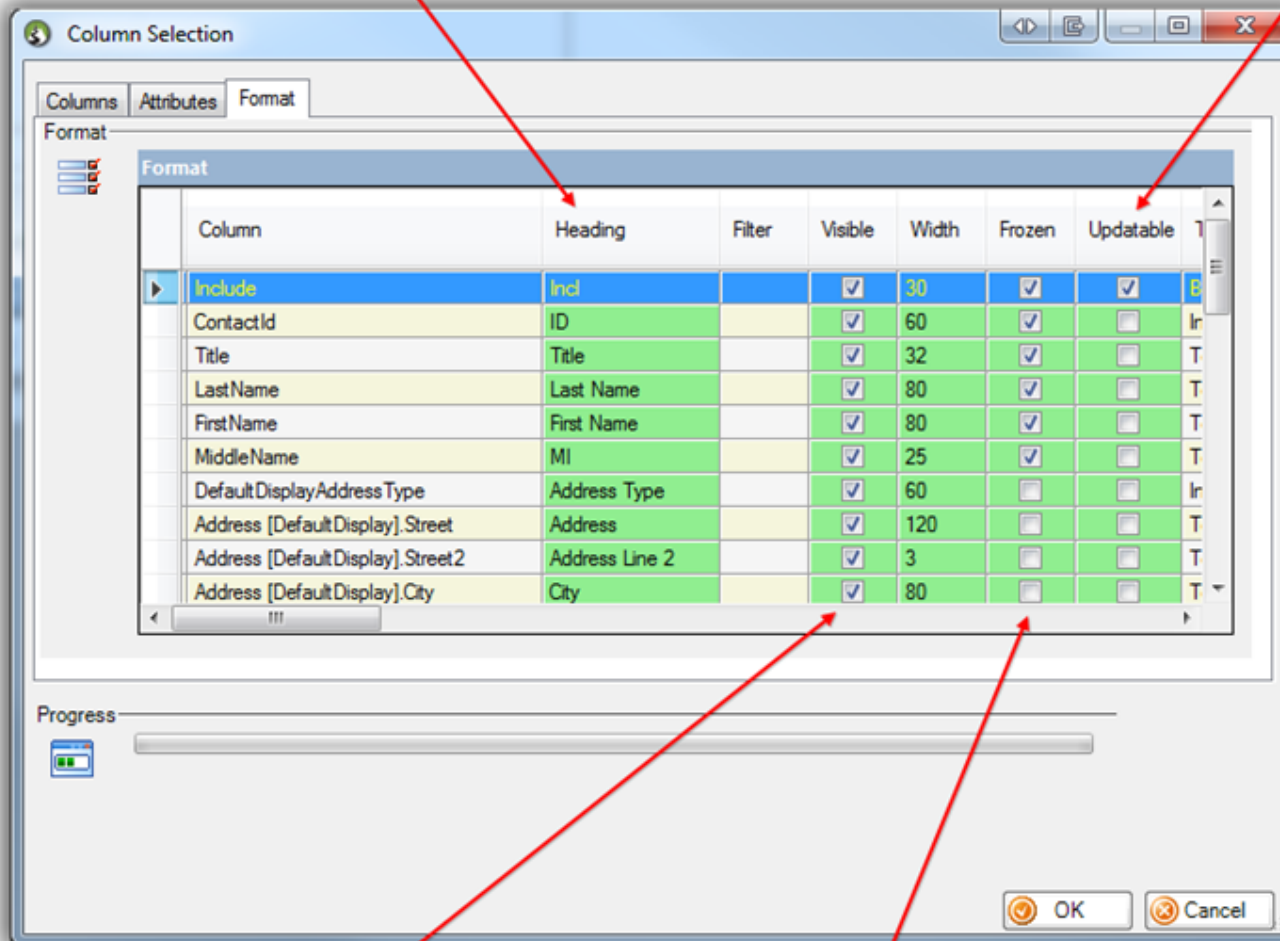 Column Selection
Columns Attributes Format
Format
Format
Column Heading Filter Visible Width Frozen Updatable
Include Incl 30
ContactId ID 60
Title Title 32
LastName Last Name 80
FirstName First Name 80
MiddleName MI 25
DefaultDisplayAddressType Address Type 60
Address [DefaultDisplay].Street Address 120
Address [DefaultDisplay].Street2 Address Line 2 3
Address [DefaultDisplay].City City 80
Progress
OK Cancel